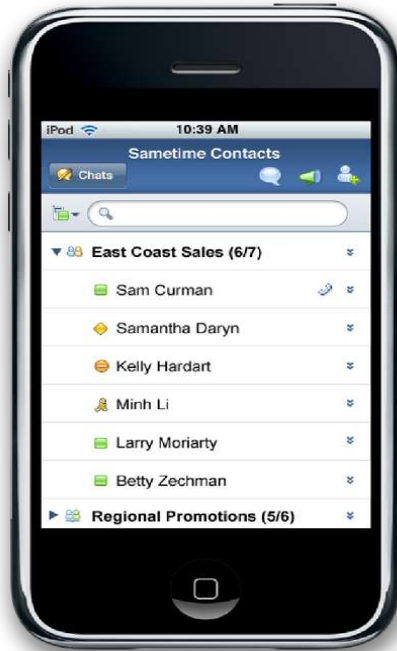 iPod 10:39 AM
Sametime Contacts
Chats
East Coast Sales (6/7)
Sam Curman
Samantha Daryn
Kelly Hardart
Minh Li
Larry Moriarty
Betty Zechman
Regional Promotions (5/6)